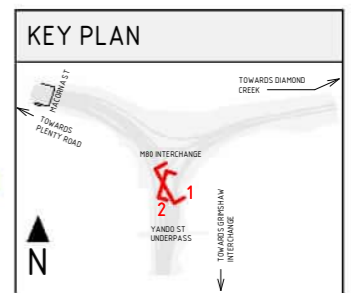 KEY PLAN
TOWARDS DIAMOND
CREEK
MACORNA ST
TOWARDS
PLENTY ROAD
M80 INTERCHANGE
1
2
YANDO ST
UNDERPASS
TOWARDS GRIMSHAW
INTERCHANGE
N